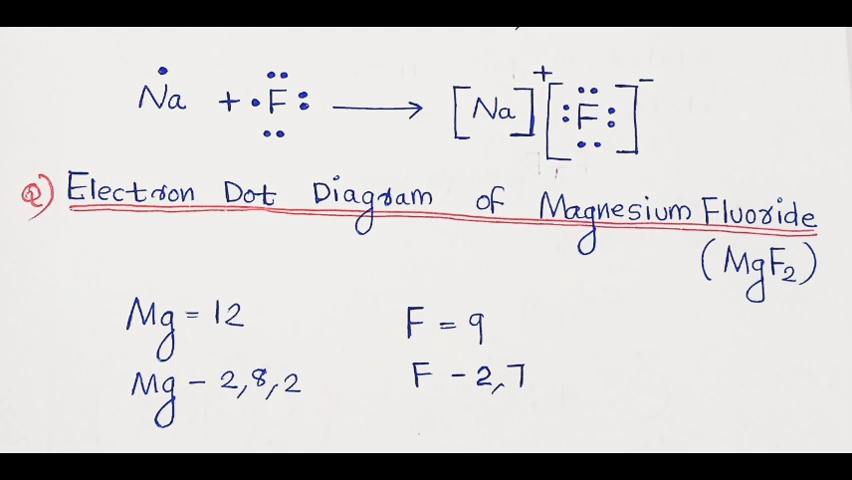 Na + F ⟶ [Na]⁺ [F]⁻
Q) Electron Dot Diagram of Magnesium Fluoride
(MgF₂)
Mg = 12 F = 9
Mg - 2,8,2 F - 2,7